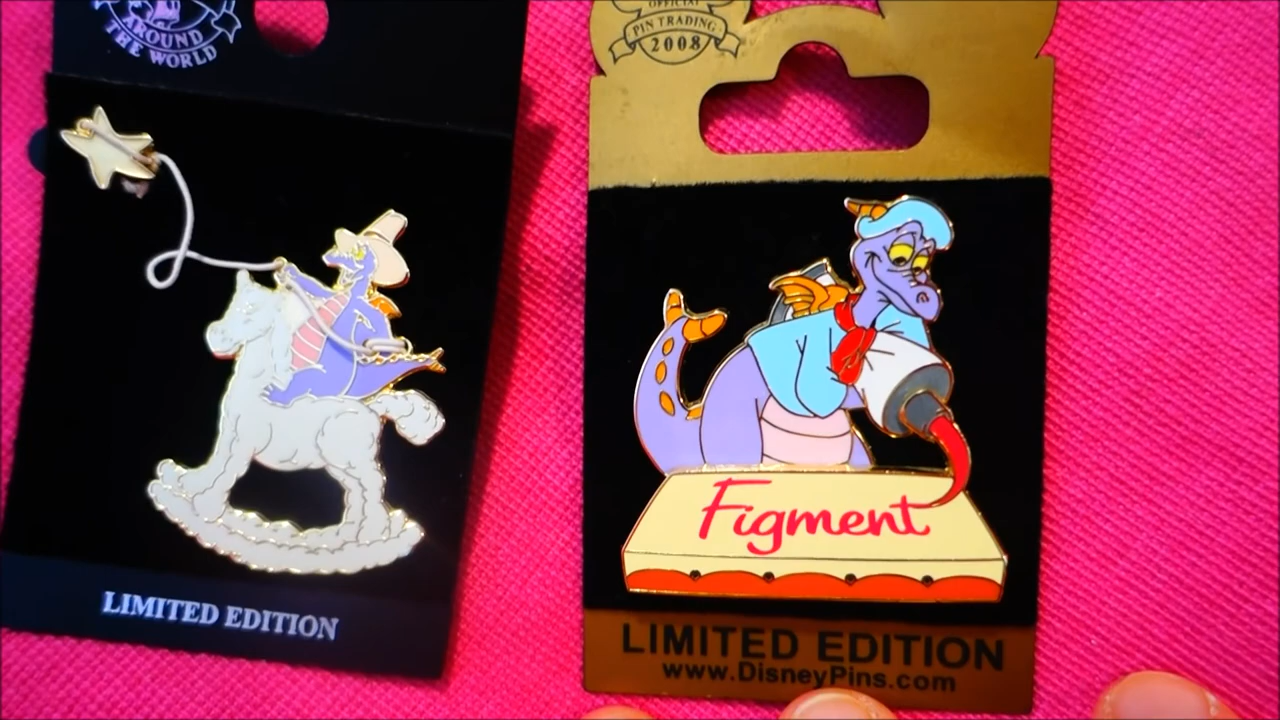 AROUND
THE WORLD
LIMITED EDITION
OFFICIAL
PIN TRADING
2008
Figment
LIMITED EDITION
www.DisneyPins.com